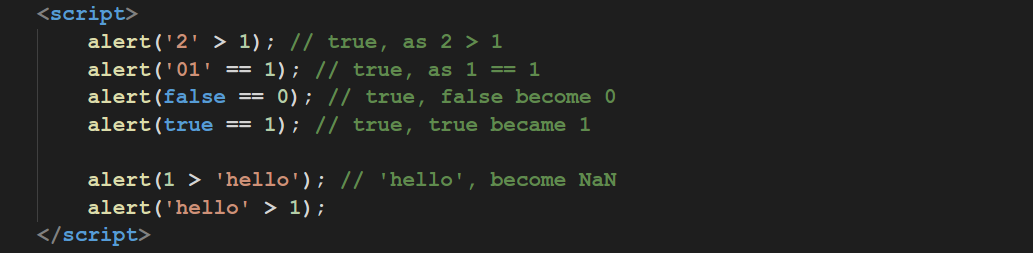 <script>
alert('2' > 1); // true, as 2 > 1
alert('01' == 1); // true, as 1 == 1
alert(false == 0); // true, false become 0
alert(true == 1); // true, true became 1
alert(1 > 'hello'); // 'hello', become NaN
alert('hello' > 1);
</script>